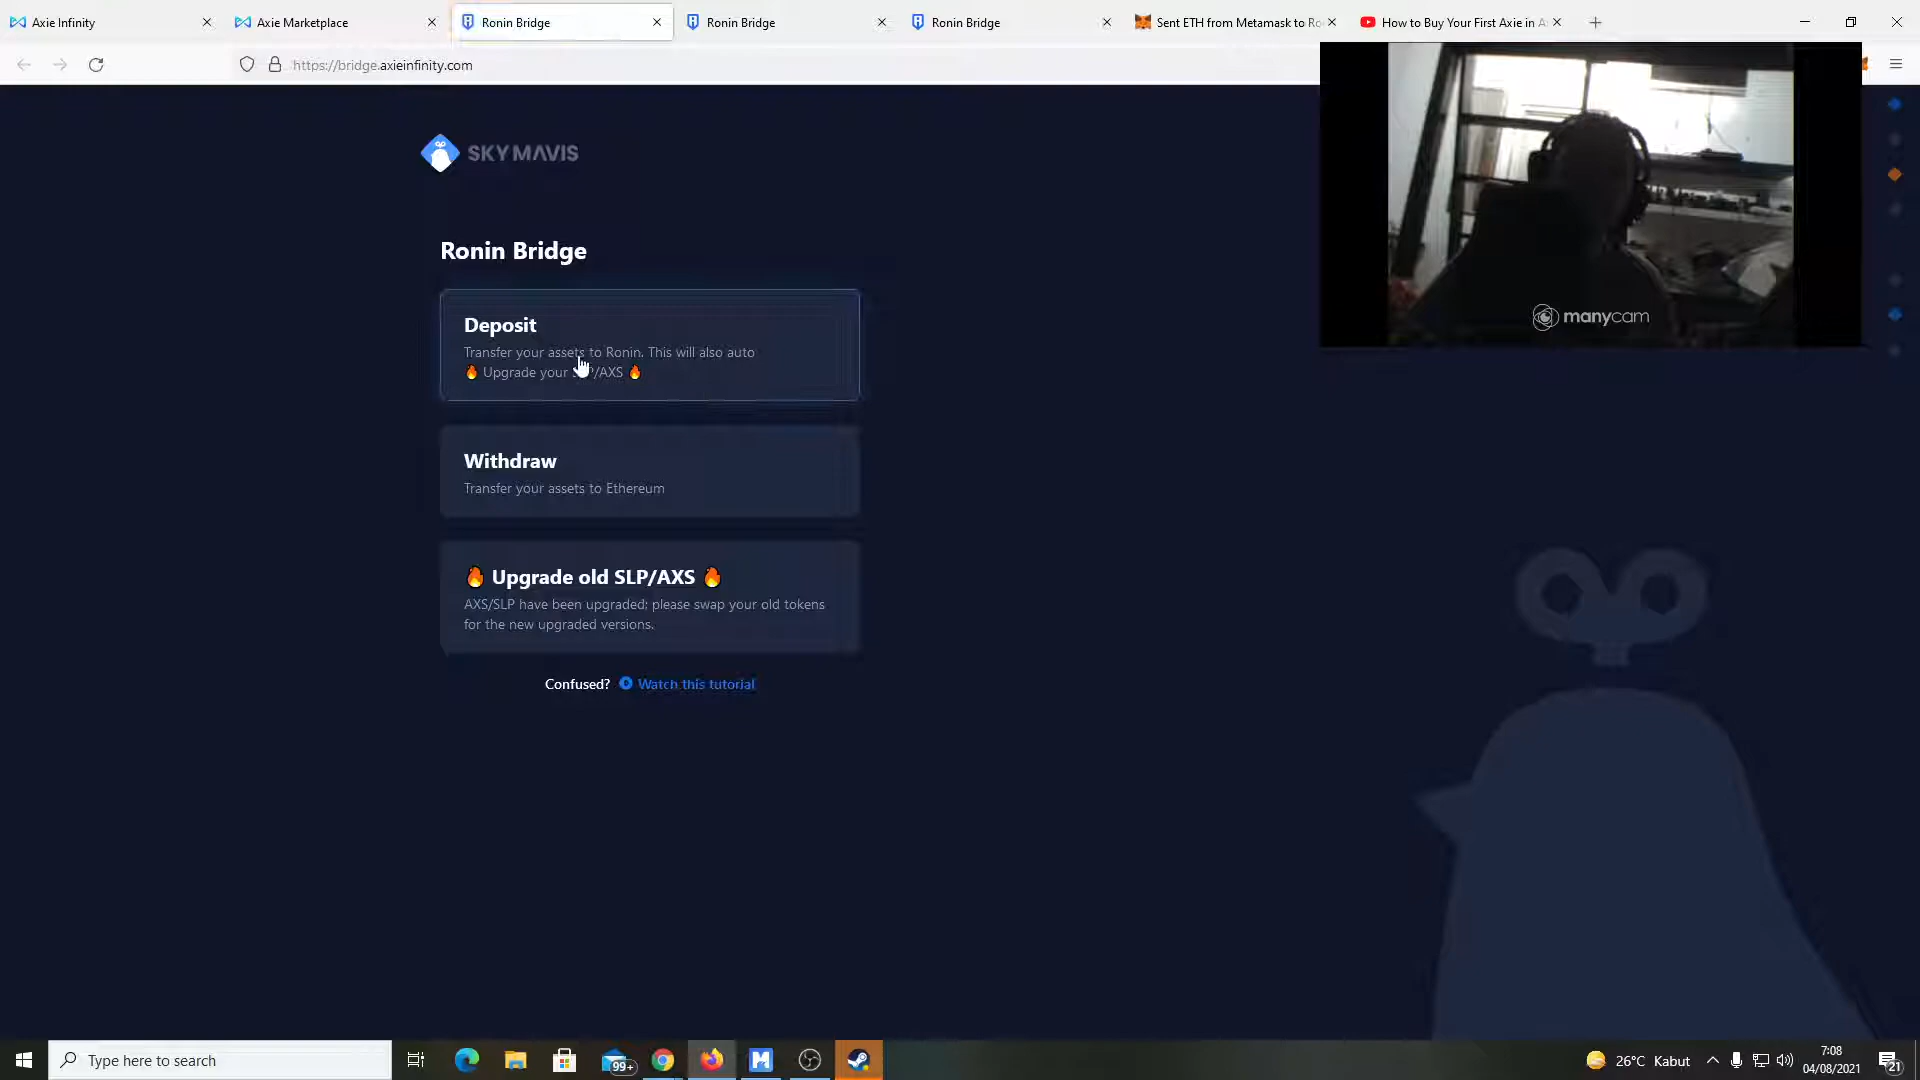 Axie Infinity
Axie Marketplace
Ronin Bridge
Ronin Bridge
Ronin Bridge
Sent ETH from Metamask to Ro
How to Buy Your First Axie in A
https://bridge.axieinfinity.com
SKY MAVIS
Ronin Bridge
Deposit
Transfer your assets to Ronin. This will also auto
🔥 Upgrade your P/AXS 🔥
Withdraw
Transfer your assets to Ethereum
🔥 Upgrade old SLP/AXS 🔥
AXS/SLP have been upgraded; please swap your old tokens
for the new upgraded versions.
Confused? Watch this tutorial
manycam
Type here to search
99+
26°C Kabut
7:08
04/08/2021
21